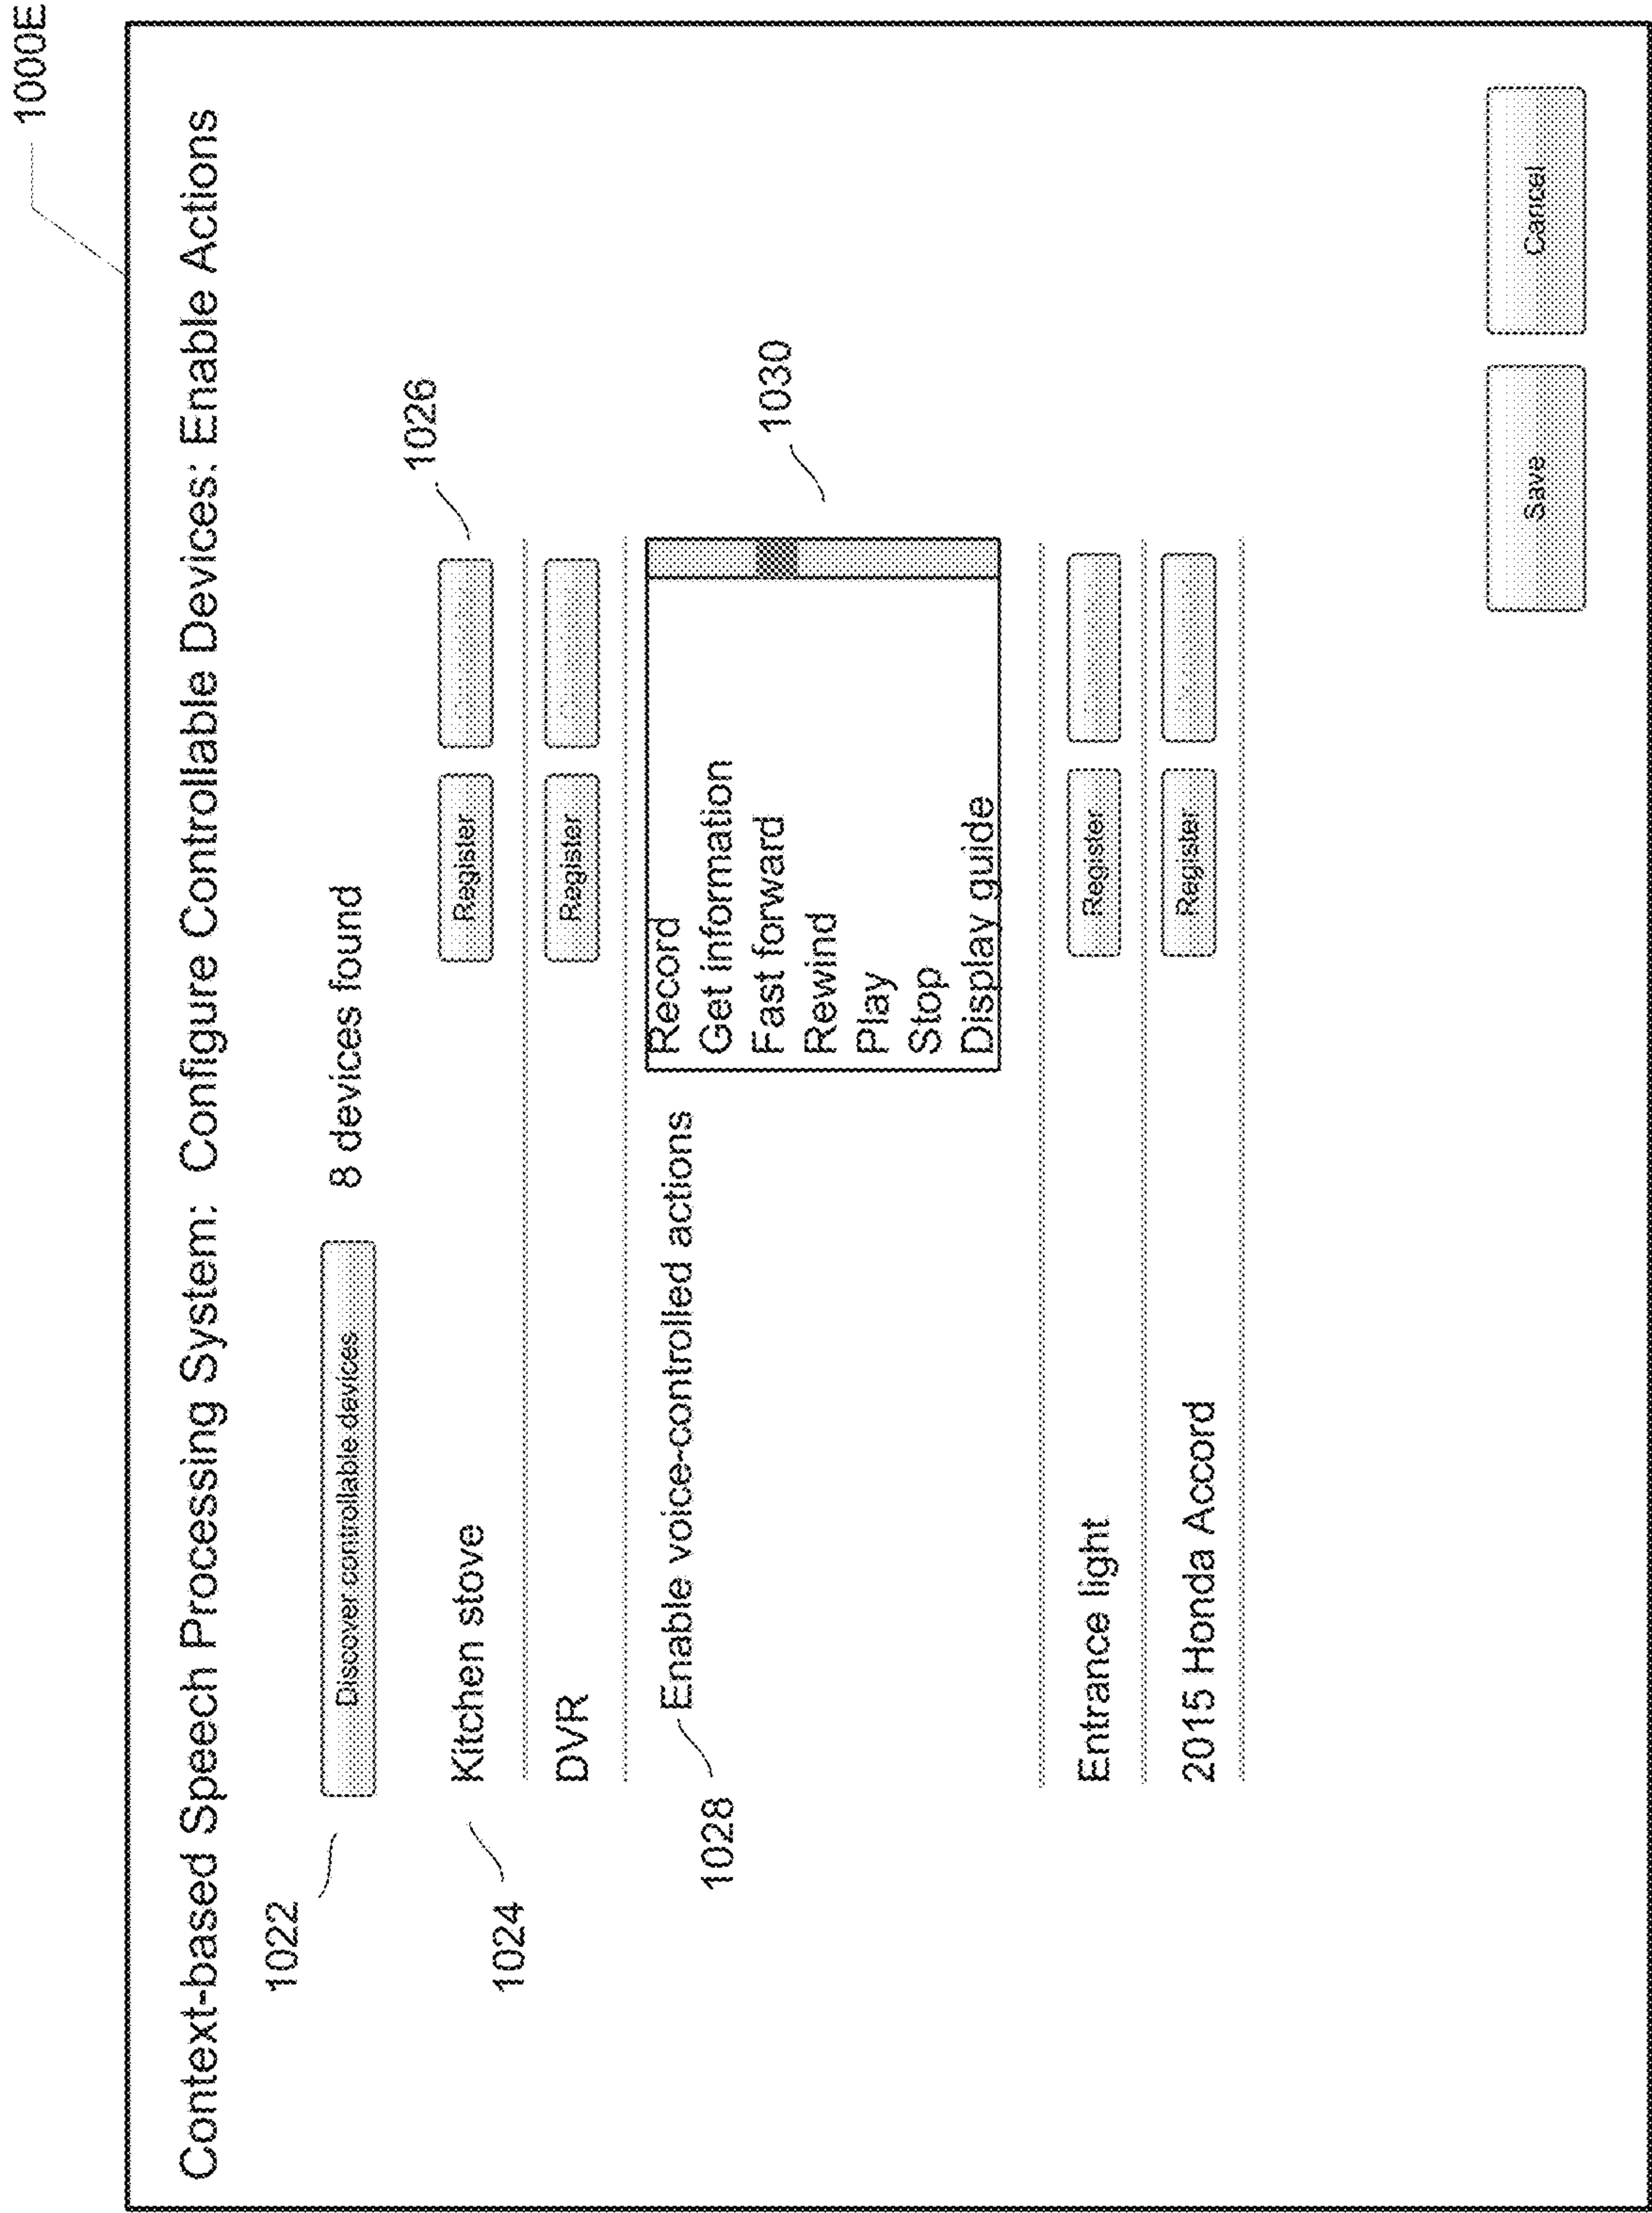 1000E
Context-based Speech Processing System: Configure Controllable Devices: Enable Actions
1022
Discover controllable devices
8 devices found
1026
1024
Kitchen stove
Register
DVR
Register
1028
Enable voice-controlled actions
1030
Record
Get information
Fast forward
Rewind
Play
Stop
Display guide
Entrance light
Register
2015 Honda Accord
Register
Save
Cancel